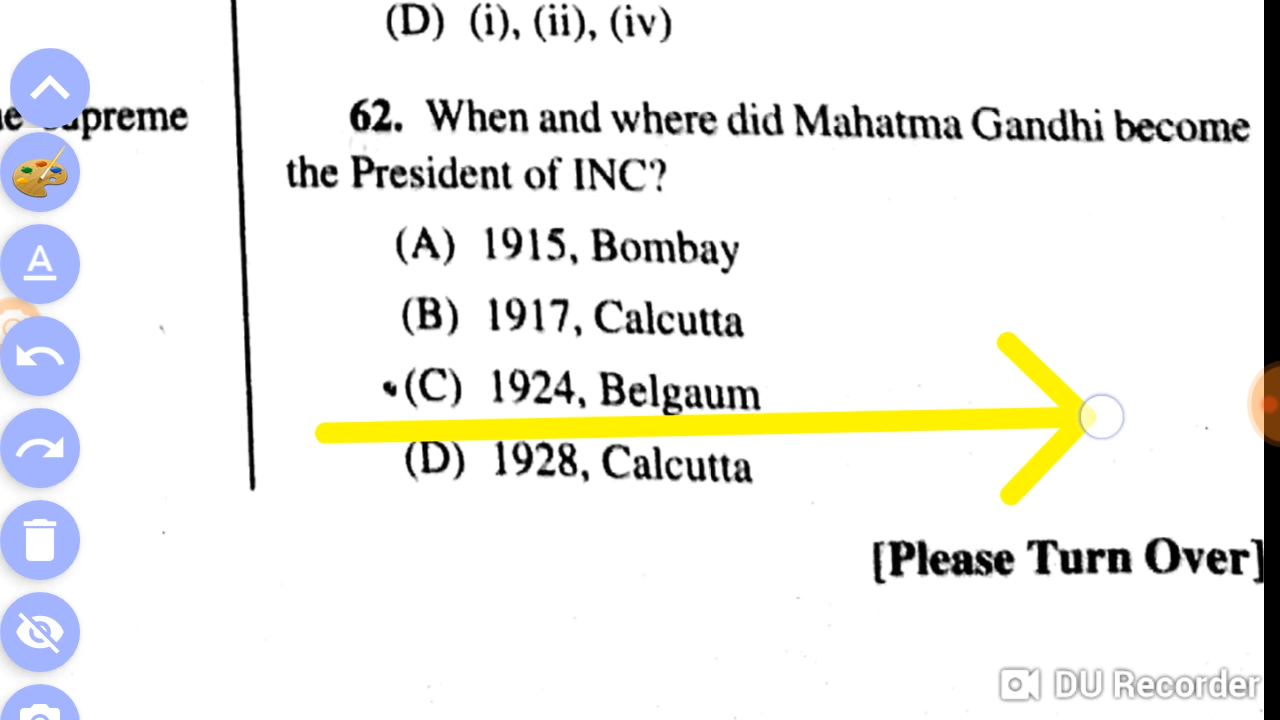 (D) (i), (ii), (iv)
62. When and where did Mahatma Gandhi become
the President of INC?
(A) 1915, Bombay
(B) 1917, Calcutta
(C) 1924, Belgaum
(D) 1928, Calcutta
[Please Turn Over]
A
DU Recorder